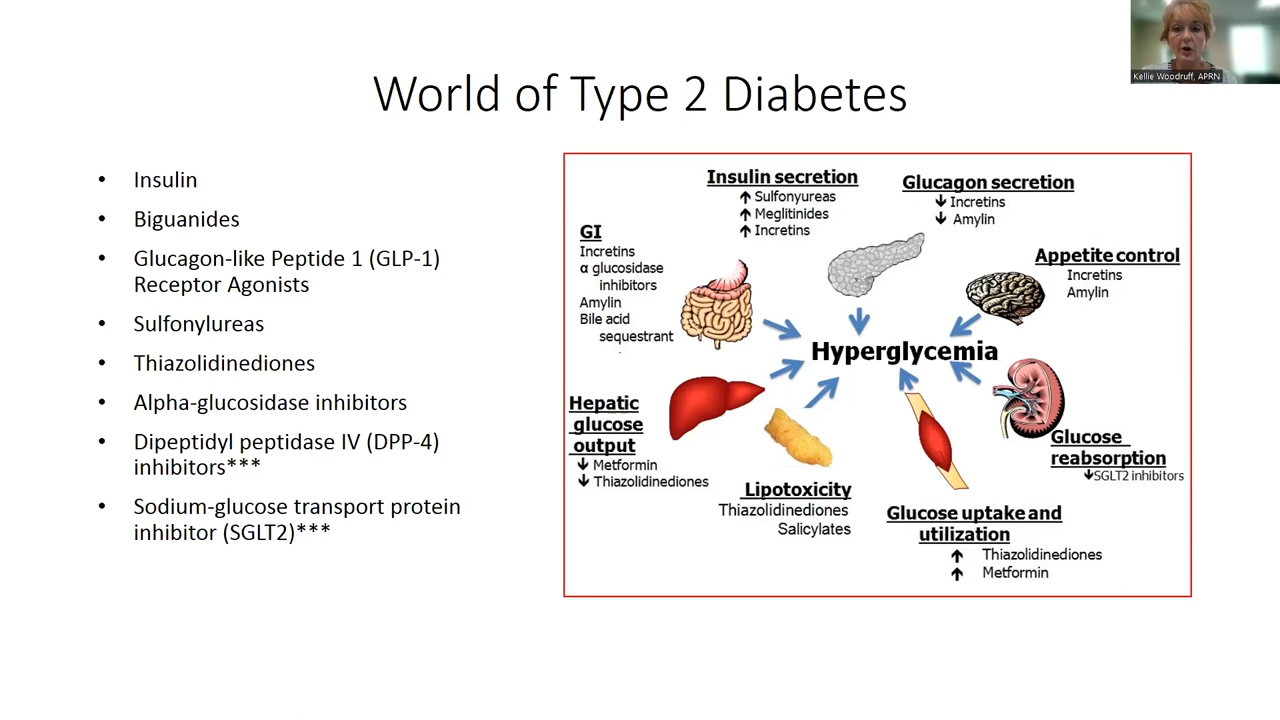 World of Type 2 Diabetes
Kellie Woodruff, APRN
• Insulin
• Biguanides
• Glucagon-like Peptide 1 (GLP-1)
Receptor Agonists
• Sulfonylureas
• Thiazolidinediones
• Alpha-glucosidase inhibitors
• Dipeptidyl peptidase IV (DPP-4)
inhibitors***
• Sodium-glucose transport protein
inhibitor (SGLT2)***
Insulin secretion
↑ Sulfonyureas
↑ Meglitinides
↑ Incretins
Glucagon secretion
↓ Incretins
↓ Amylin
GI
Incretins
α glucosidase
inhibitors
Amylin
Bile acid
sequestrant
Appetite control
Incretins
Amylin
Hyperglycemia
Hepatic
glucose
output
↓ Metformin
↓ Thiazolidinediones
Lipotoxicity
Thiazolidinediones
Salicylates
Glucose uptake and
utilization
↑ Thiazolidinediones
↑ Metformin
Glucose
reabsorption
↓SGLT2 inhibitors